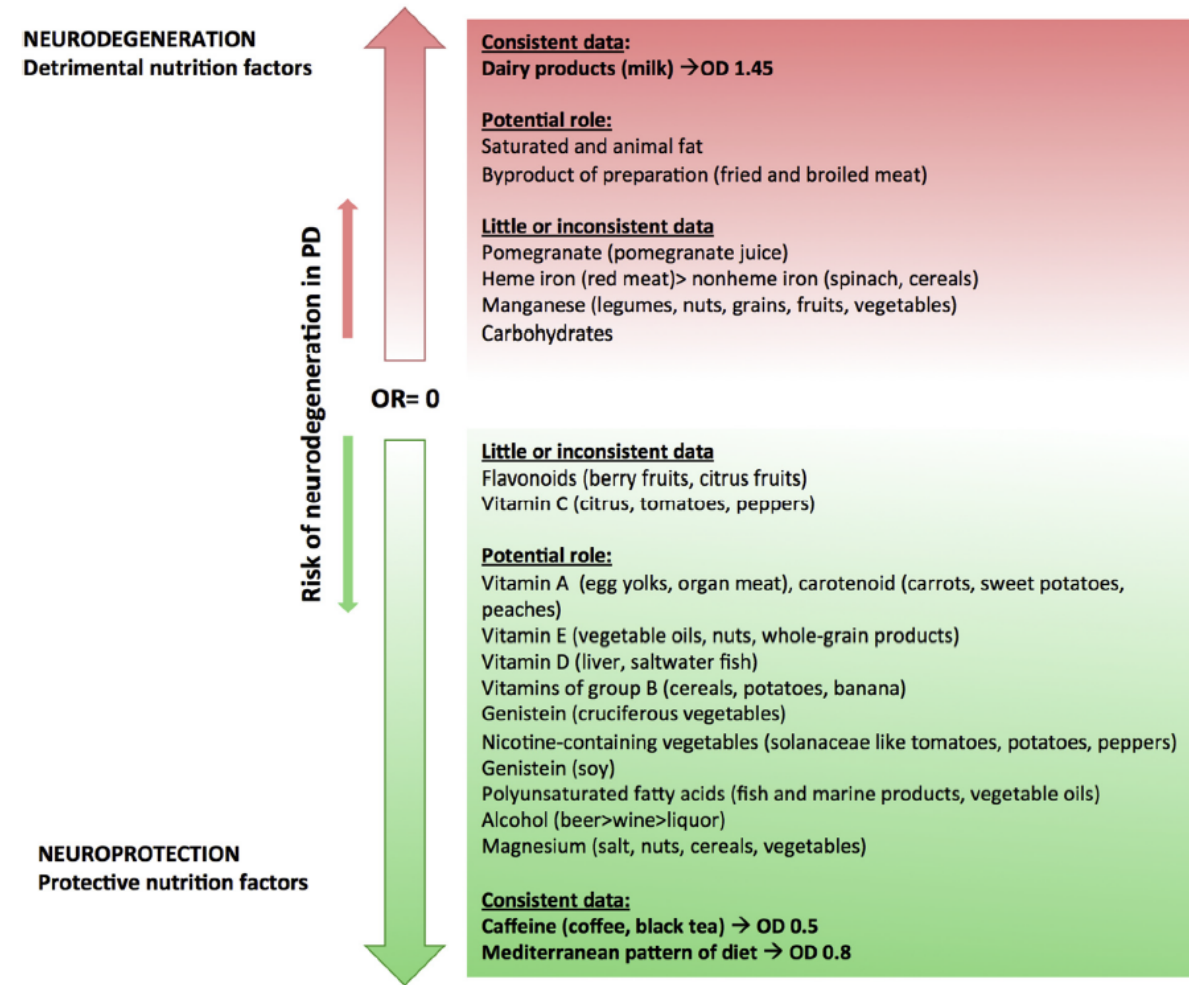 NEURODEGENERATION
Detrimental nutrition factors
Consistent data:
Dairy products (milk) →OD 1.45
Potential role:
Saturated and animal fat
Byproduct of preparation (fried and broiled meat)
Little or inconsistent data
Pomegranate (pomegranate juice)
Heme iron (red meat)> nonheme iron (spinach, cereals)
Manganese (legumes, nuts, grains, fruits, vegetables)
Carbohydrates
Risk of neurodegeneration in PD
OR= 0
Little or inconsistent data
Flavonoids (berry fruits, citrus fruits)
Vitamin C (citrus, tomatoes, peppers)
Potential role:
Vitamin A (egg yolks, organ meat), carotenoid (carrots, sweet potatoes,
peaches)
Vitamin E (vegetable oils, nuts, whole-grain products)
Vitamin D (liver, saltwater fish)
Vitamins of group B (cereals, potatoes, banana)
Genistein (cruciferous vegetables)
Nicotine-containing vegetables (solanaceae like tomatoes, potatoes, peppers)
Genistein (soy)
Polyunsaturated fatty acids (fish and marine products, vegetable oils)
Alcohol (beer>wine>liquor)
Magnesium (salt, nuts, cereals, vegetables)
NEUROPROTECTION
Protective nutrition factors
Consistent data:
Caffeine (coffee, black tea) → OD 0.5
Mediterranean pattern of diet → OD 0.8